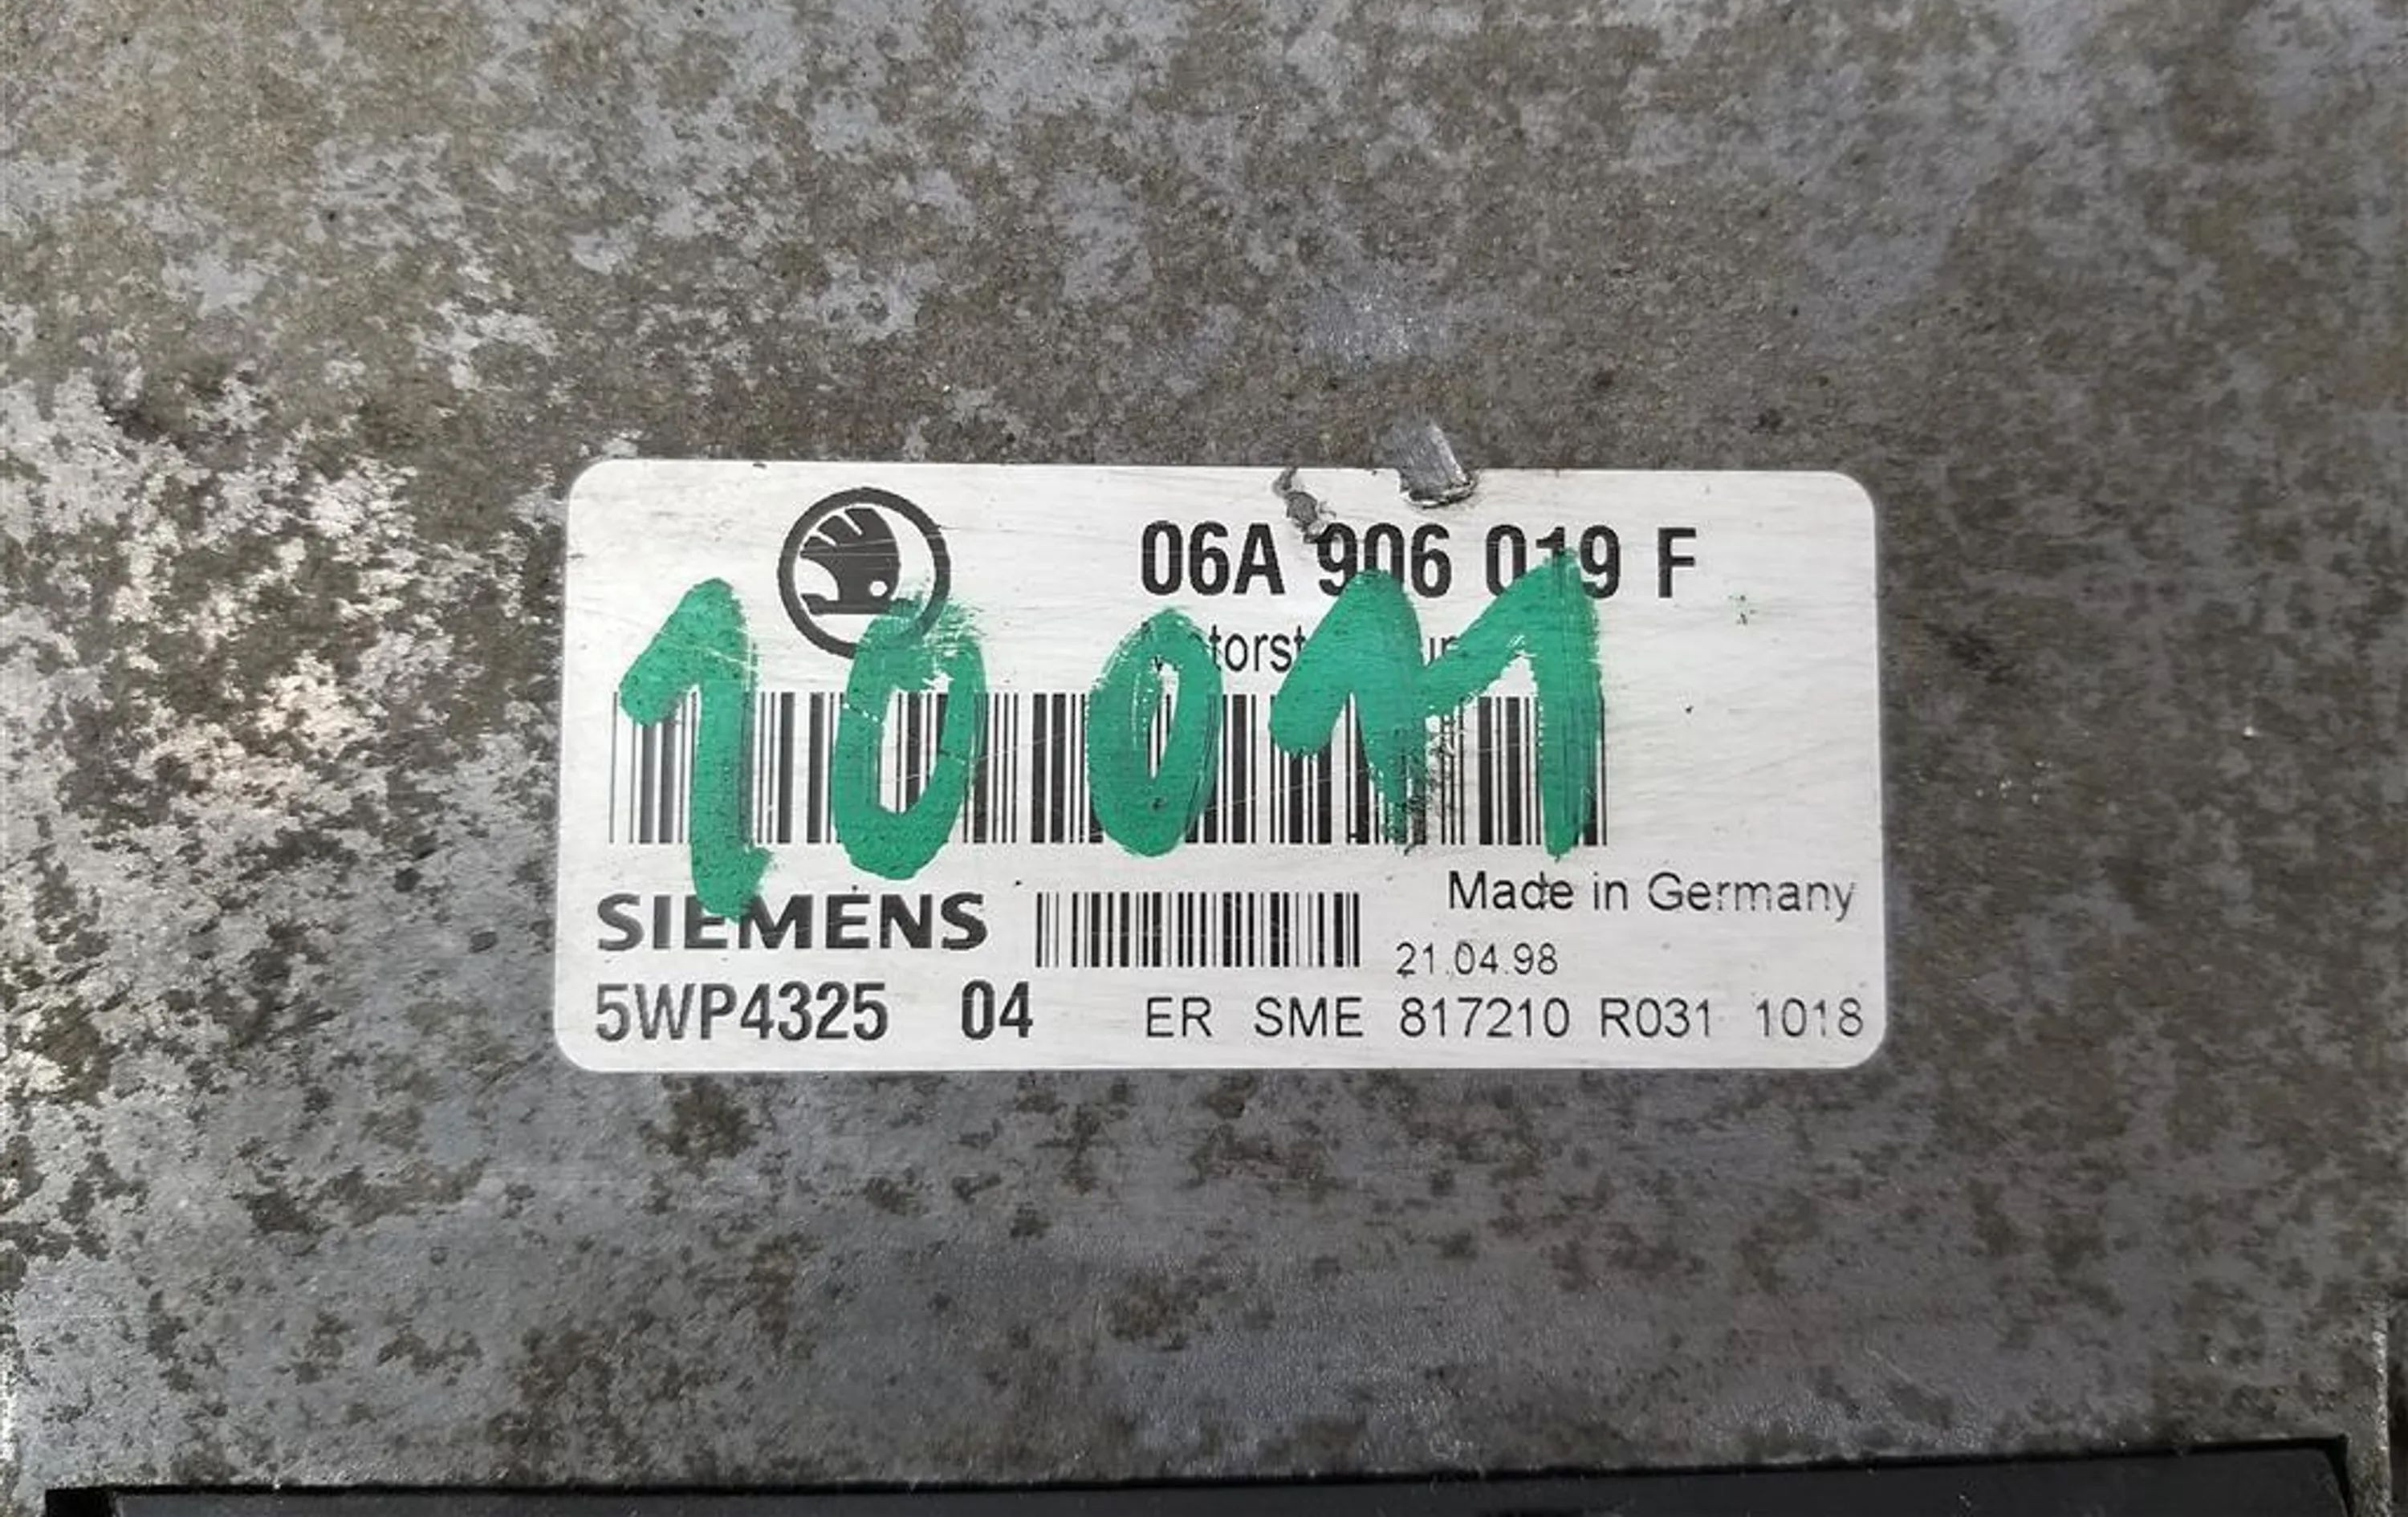 06A 906 019 F
10011
SIEMENS
Made in Germany
21.04.98
5WP4325 04 ER SME 817210 R031 1018